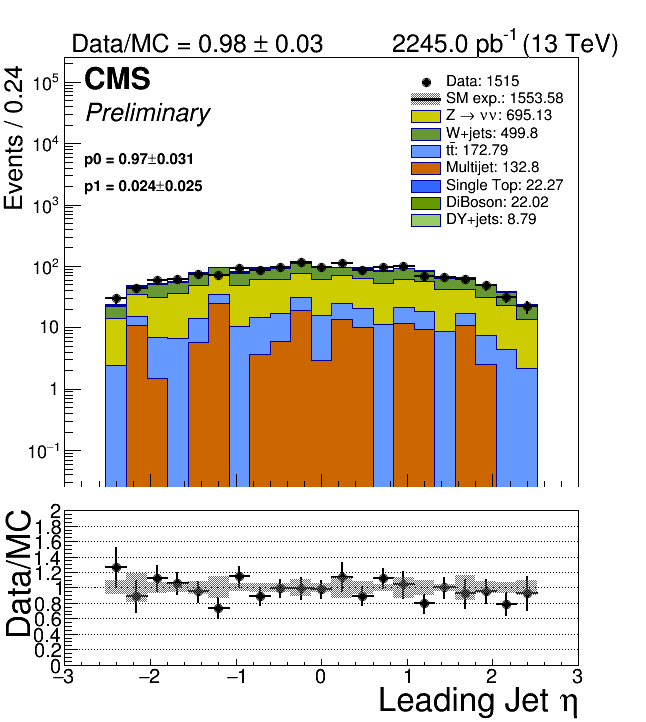 Data/MC = 0.98 ± 0.03 2245.0 pb⁻¹ (13 TeV)
CMS
Preliminary
p0 = 0.97±0.031
p1 = 0.024±0.025
Data: 1515
SM exp.: 1553.58
Z → νν: 695.13
W+jets: 499.8
tt̄: 172.79
Multijet: 132.8
Single Top: 22.27
DiBoson: 22.02
DY+jets: 8.79
Events / 0.24
10⁵
10⁴
10³
10²
10
1
10⁻¹
Data/MC
2
1.8
1.6
1.4
1.2
1
0.8
0.6
0.4
0.2
0
−3 −2 −1 0 1 2 3
Leading Jet η